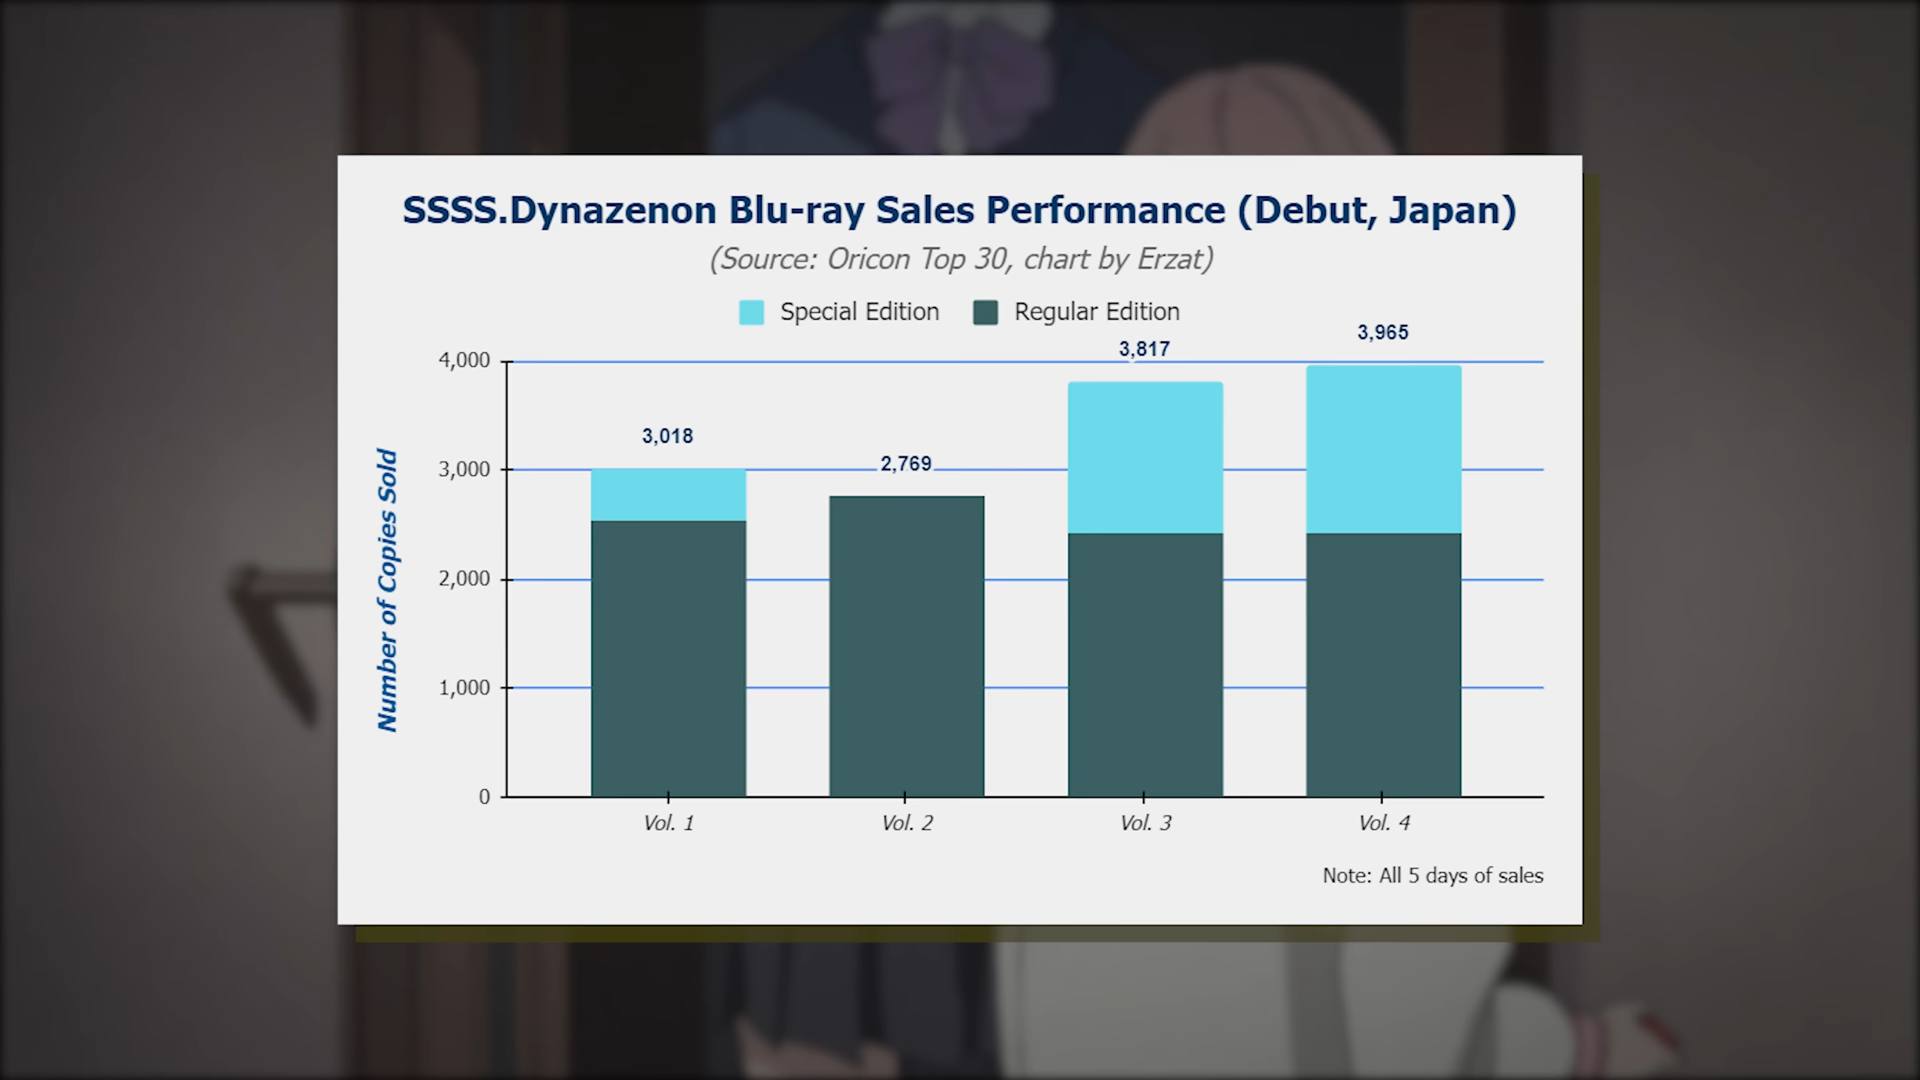 SSSS.Dynazenon Blu-ray Sales Performance (Debut, Japan)
(Source: Oricon Top 30, chart by Erzat)
Special Edition
Regular Edition
Number of Copies Sold
4,000
3,000
2,000
1,000
0
3,018
2,769
3,817
3,965
Vol. 1
Vol. 2
Vol. 3
Vol. 4
Note: All 5 days of sales